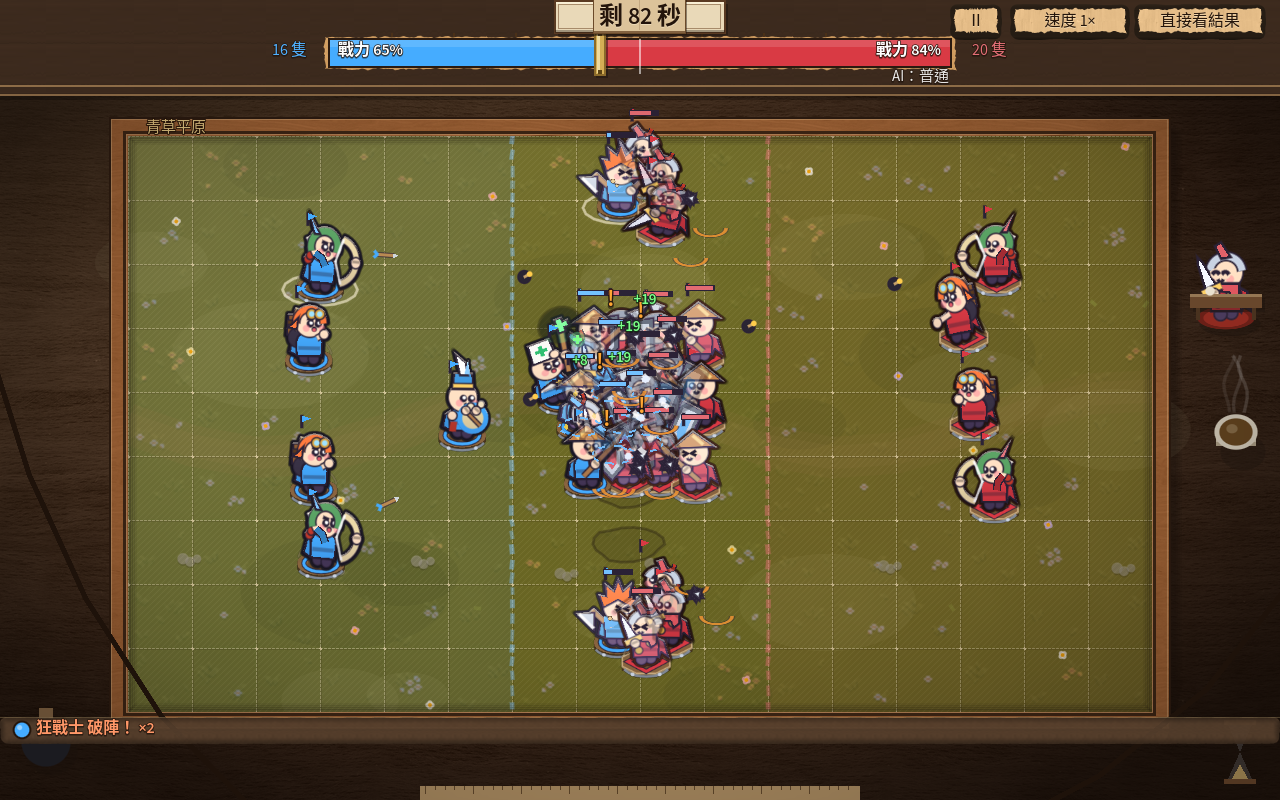 剩 82 秒
II
速度 1×
直接看結果
16 隻
戰力 65%
戰力 84%
20 隻
AI：普通
青草平原
+19
+19
+19
+8
狂戰士 破陣！ ×2